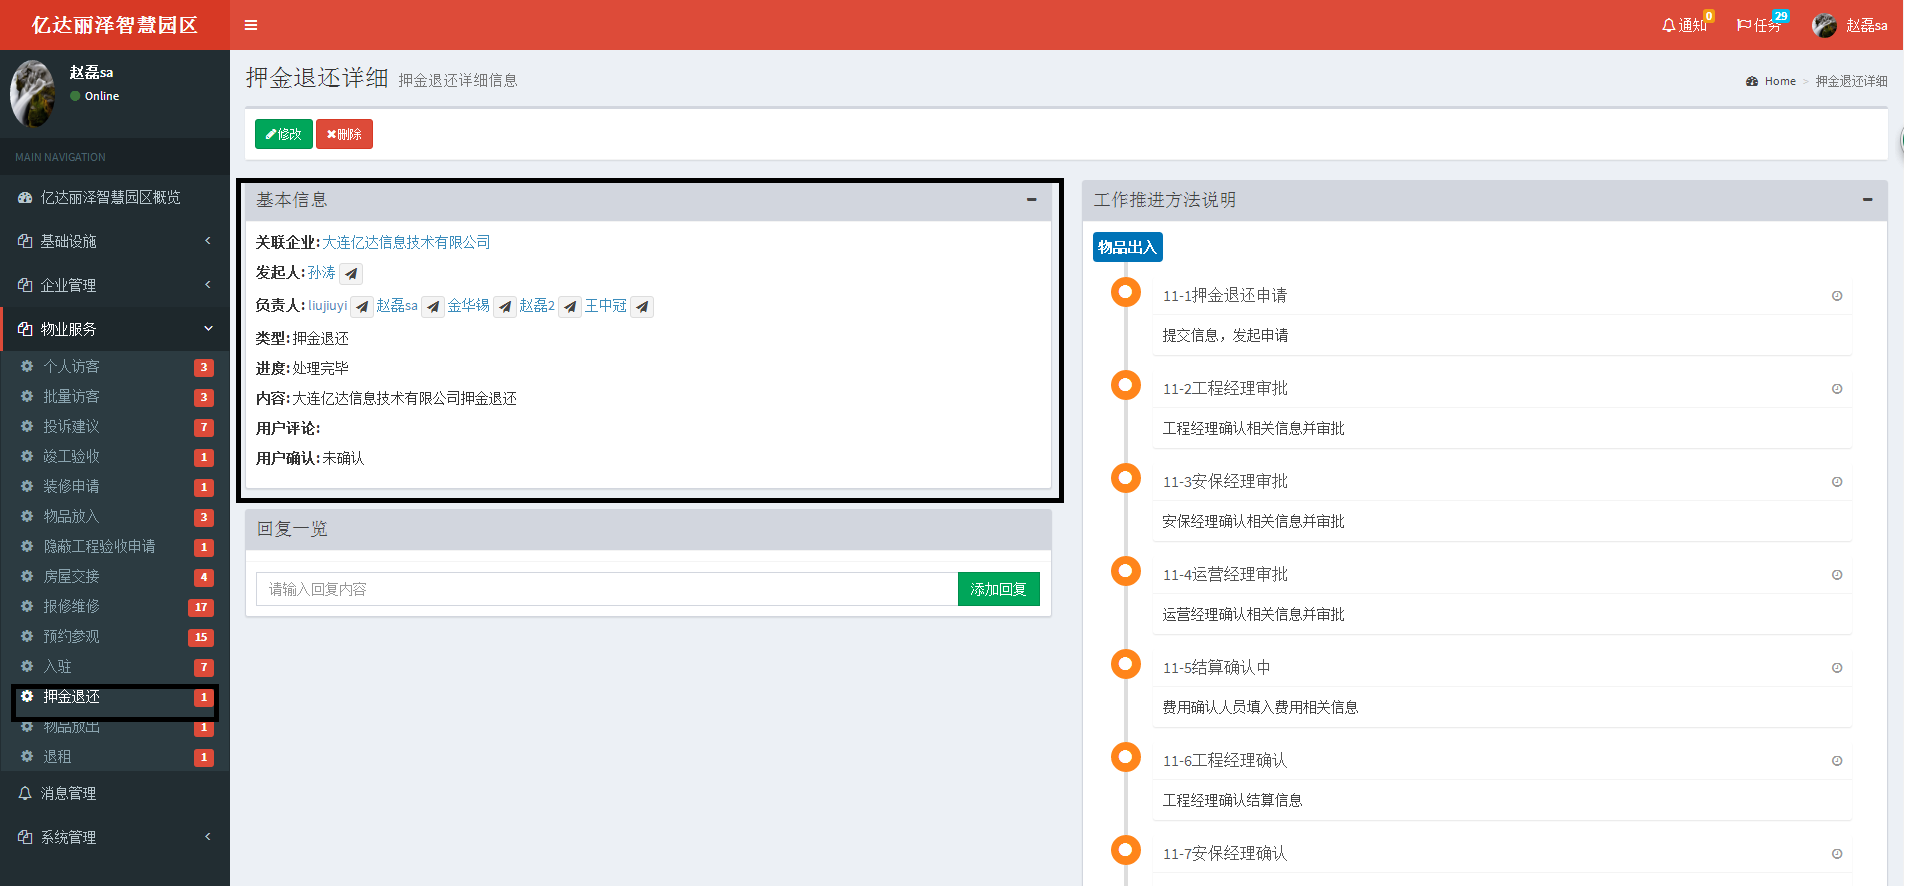 亿达丽泽智慧园区
通知 0
任务 29
赵磊sa
赵磊sa
Online
MAIN NAVIGATION
亿达丽泽智慧园区概览
基础设施
企业管理
物业服务
个人访客 3
批量访客 3
投诉建议 7
竣工验收 1
装修申请 1
物品放入 3
隐蔽工程验收申请 1
房屋交接 4
报修维修 17
预约参观 15
入驻 7
押金退还 1
物品放出 1
退租 1
消息管理
系统管理
押金退还详细 押金退还详细信息
Home > 押金退还详细
修改 删除
基本信息
关联企业:大连亿达信息技术有限公司
发起人:孙涛
负责人:liujiuyi 赵磊sa 金华锡 赵磊2 王中冠
类型:押金退还
进度:处理完毕
内容:大连亿达信息技术有限公司押金退还
用户评论:
用户确认:未确认
回复一览
请输入回复内容 添加回复
工作推进方法说明
物品出入
11-1押金退还申请
提交信息，发起申请
11-2工程经理审批
工程经理确认相关信息并审批
11-3安保经理审批
安保经理确认相关信息并审批
11-4运营经理审批
运营经理确认相关信息并审批
11-5结算确认中
费用确认人员填入费用相关信息
11-6工程经理确认
工程经理确认结算信息
11-7安保经理确认